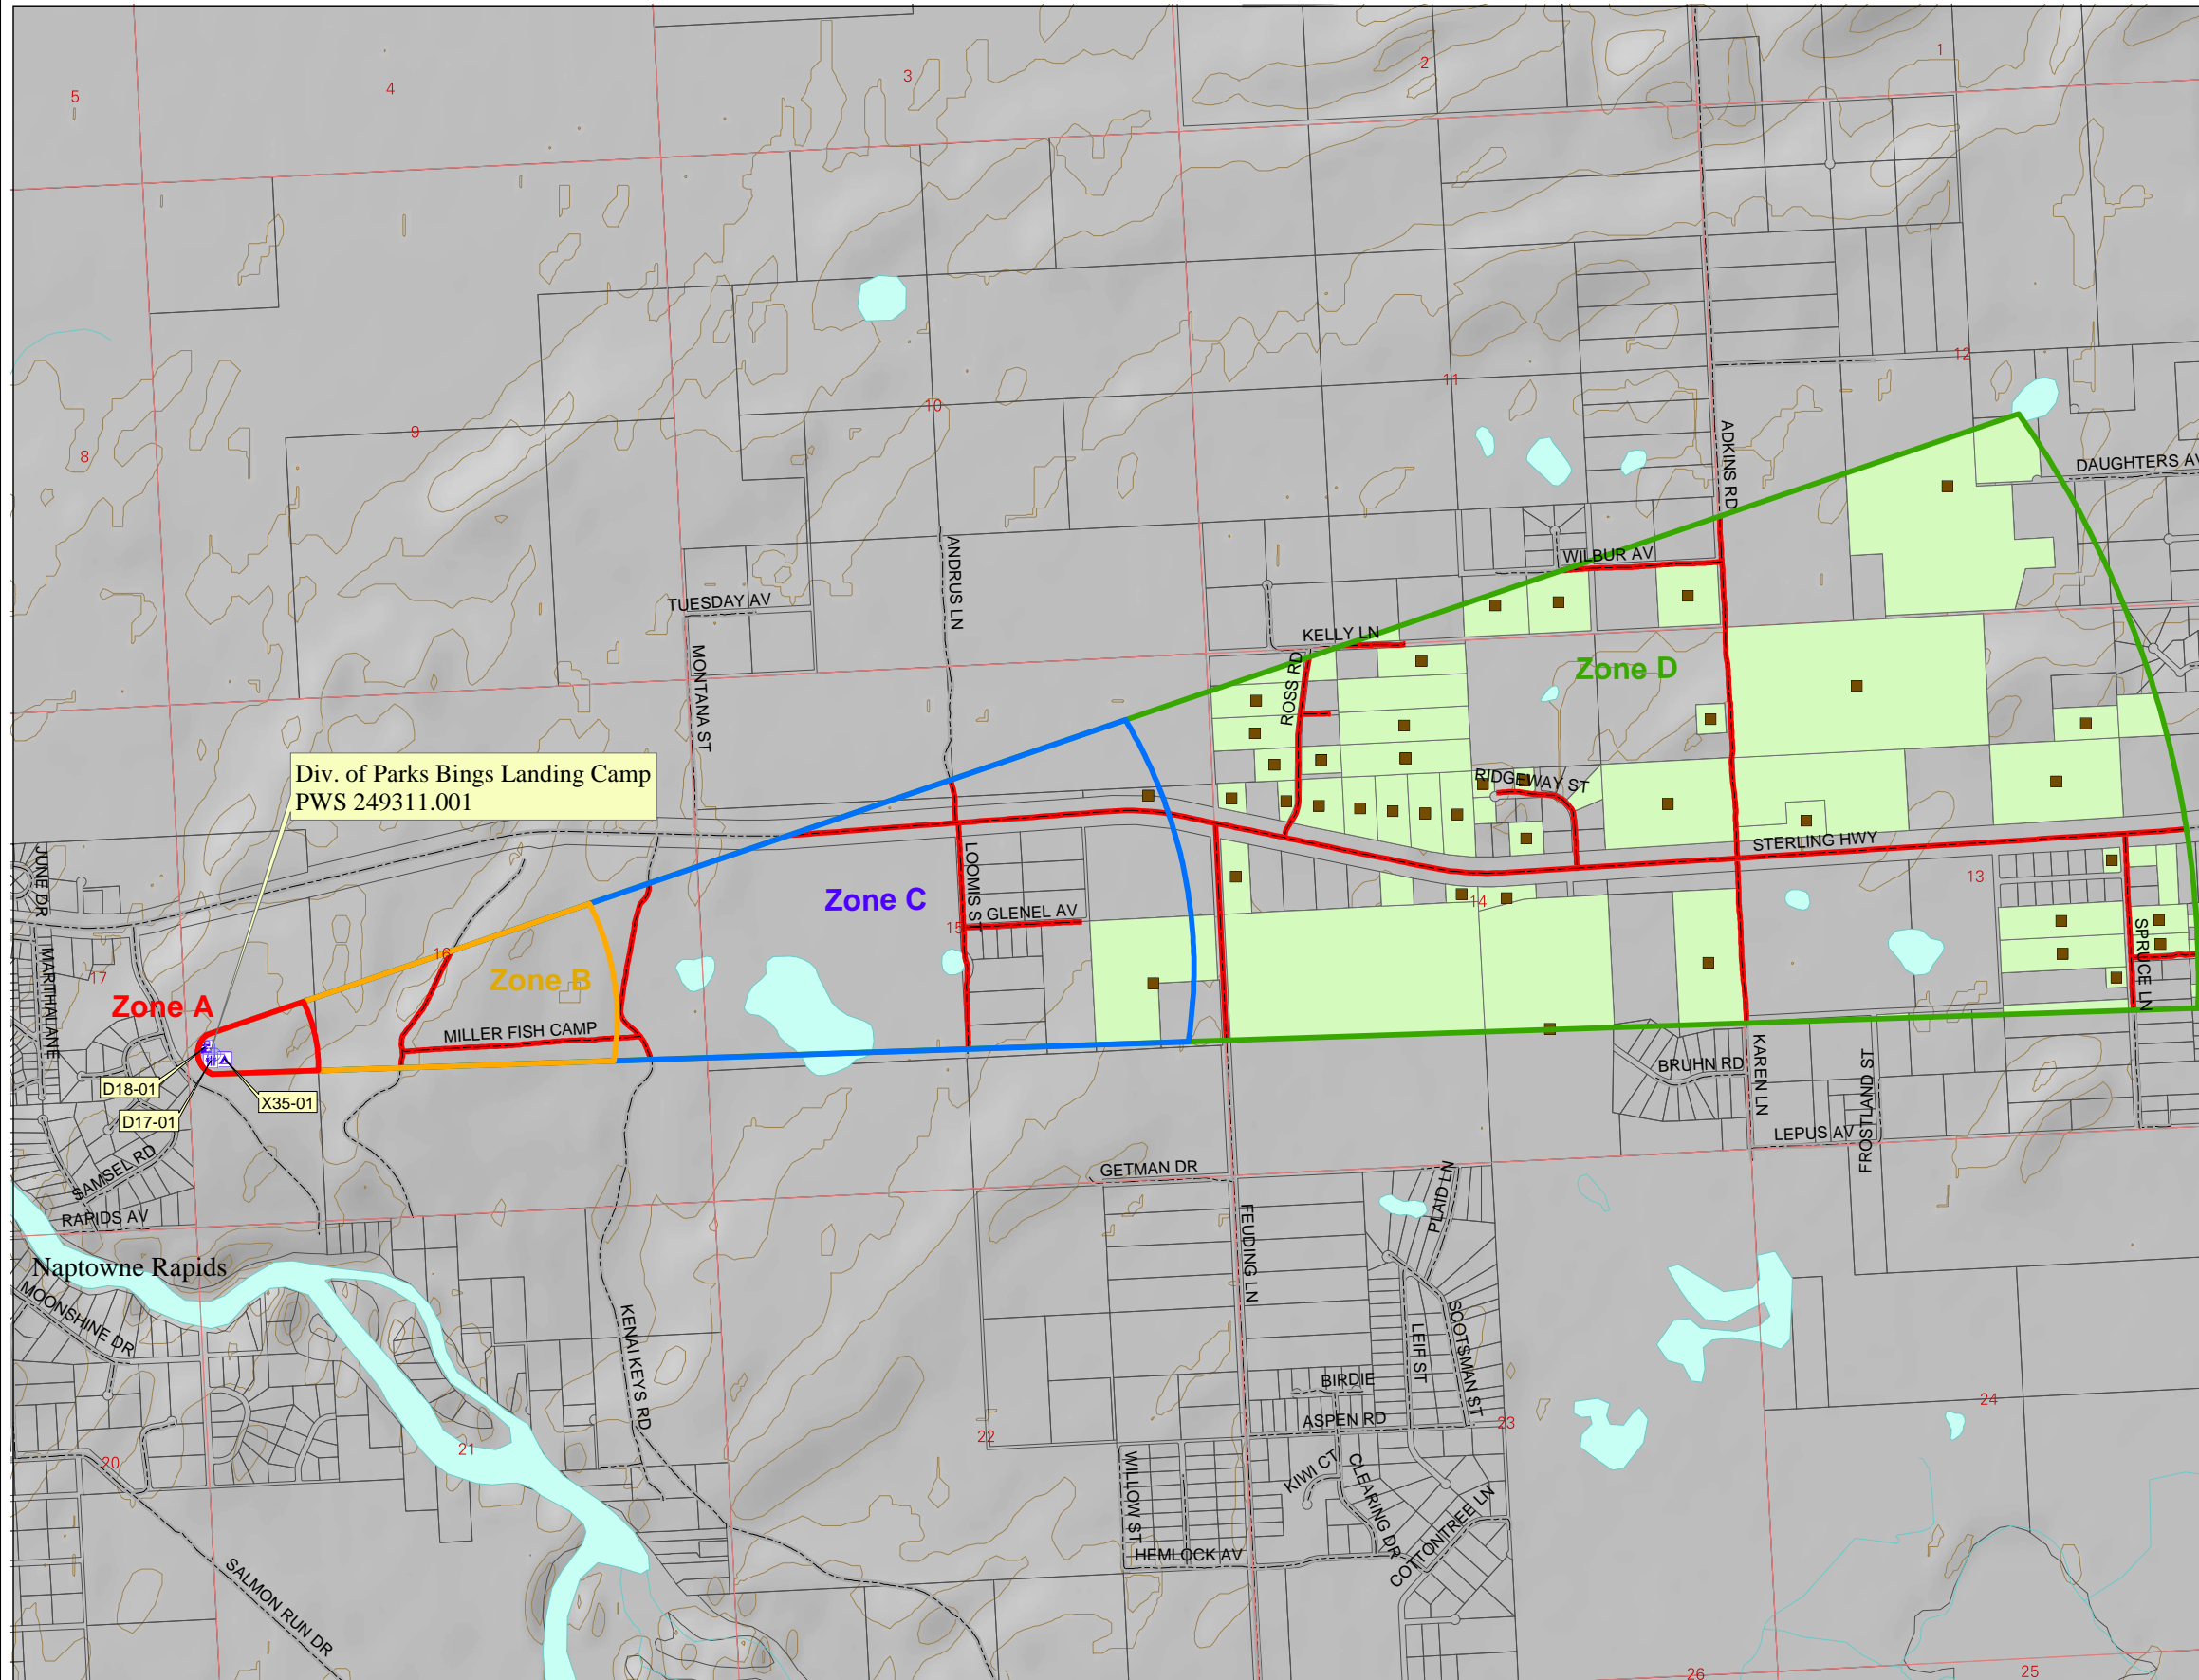 5
4
3
2
1
8
9
10
11
12
ADKINS RD
DAUGHTERS AV
WILBUR AV
ANDRUS LN
TUESDAY AV
KELLY LN
ROSS RD
MONTANA ST
Zone D
Div. of Parks Bings Landing Camp
PWS 249311.001
RIDGEWAY ST
STERLING HWY
JUNE DR
LOOMIS ST
Zone C
GLENEL AV
13
14
15
16
17
MARTHALANE
Zone B
Zone A
SPRUCE LN
MILLER FISH CAMP
D18-01
D17-01
X35-01
BRUHN RD
KAREN LN
FROSTLAND ST
LEPUS AV
SAMSEL RD
RAPIDS AV
GETMAN DR
PLAID LN
FEUDING LN
Naptowne Rapids
MOONSHINE DR
KENAI KEYS RD
LEIF ST
SCOTSMAN ST
BIRDIE
ASPEN RD
20
21
22
23
24
WILLOW ST
KIWI CT
CLEARING DR
COTTONTREE LN
HEMLOCK AV
SALMON RUN DR
26
25